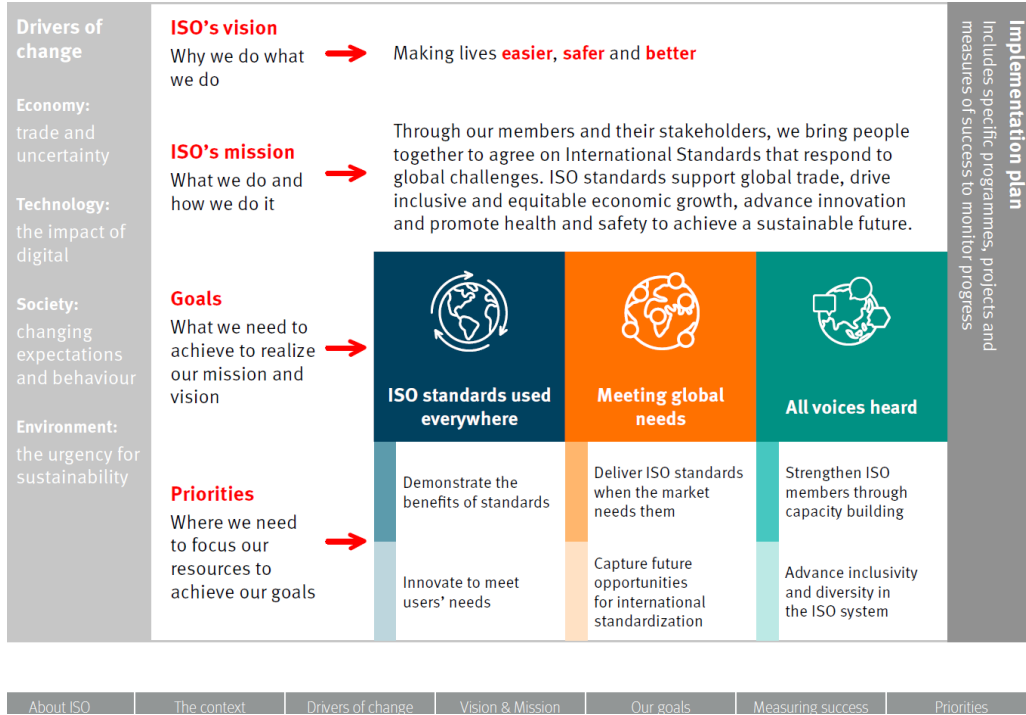 Drivers of
change
Economy:
trade and
uncertainty
Technology:
the impact of
digital
Society:
changing
expectations
and behaviour
Environment:
the urgency for
sustainability
ISO's vision
Why we do what
we do
Making lives easier, safer and better
ISO's mission
What we do and
how we do it
Through our members and their stakeholders, we bring people
together to agree on International Standards that respond to
global challenges. ISO standards support global trade, drive
inclusive and equitable economic growth, advance innovation
and promote health and safety to achieve a sustainable future.
Goals
What we need to
achieve to realize
our mission and
vision
ISO standards used
everywhere
Meeting global
needs
All voices heard
Priorities
Where we need
to focus our
resources to
achieve our goals
Demonstrate the
benefits of standards
Innovate to meet
users' needs
Deliver ISO standards
when the market
needs them
Capture future
opportunities
for international
standardization
Strengthen ISO
members through
capacity building
Advance inclusivity
and diversity in
the ISO system
Implementation plan
Includes specific programmes, projects and
measures of success to monitor progress
About ISO
The context
Drivers of change
Vision & Mission
Our goals
Measuring success
Priorities